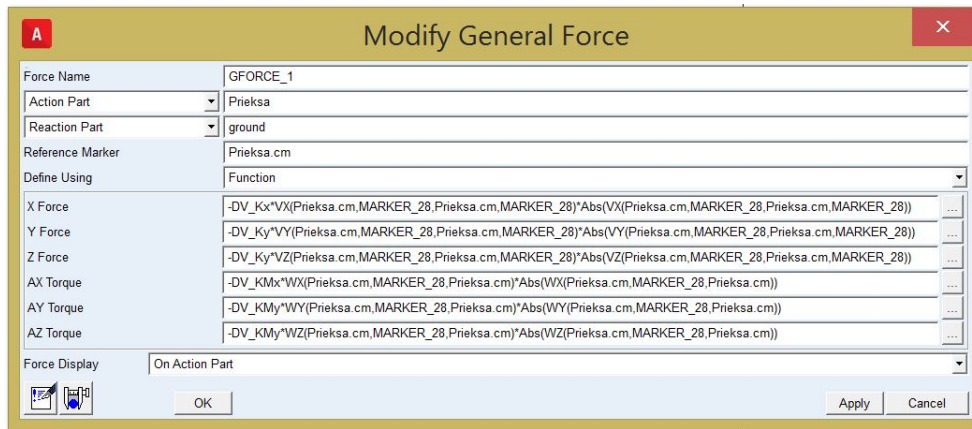 A
Modify General Force
Force Name GFORCE_1
Action Part Prieksa
Reaction Part ground
Reference Marker Prieksa.cm
Define Using Function
X Force -DV_Kx*VX(Prieksa.cm,MARKER_28,Prieksa.cm,MARKER_28)*Abs(VX(Prieksa.cm,MARKER_28,Prieksa.cm,MARKER_28)) ...
Y Force -DV_Ky*VY(Prieksa.cm,MARKER_28,Prieksa.cm,MARKER_28)*Abs(VY(Prieksa.cm,MARKER_28,Prieksa.cm,MARKER_28)) ...
Z Force -DV_Ky*VZ(Prieksa.cm,MARKER_28,Prieksa.cm,MARKER_28)*Abs(VZ(Prieksa.cm,MARKER_28,Prieksa.cm,MARKER_28)) ...
AX Torque -DV_KMx*WX(Prieksa.cm,MARKER_28,Prieksa.cm)*Abs(WX(Prieksa.cm,MARKER_28,Prieksa.cm)) ...
AY Torque -DV_KMy*WY(Prieksa.cm,MARKER_28,Prieksa.cm)*Abs(WY(Prieksa.cm,MARKER_28,Prieksa.cm)) ...
AZ Torque -DV_KMy*WZ(Prieksa.cm,MARKER_28,Prieksa.cm)*Abs(WZ(Prieksa.cm,MARKER_28,Prieksa.cm)) ...
Force Display On Action Part
OK Apply Cancel